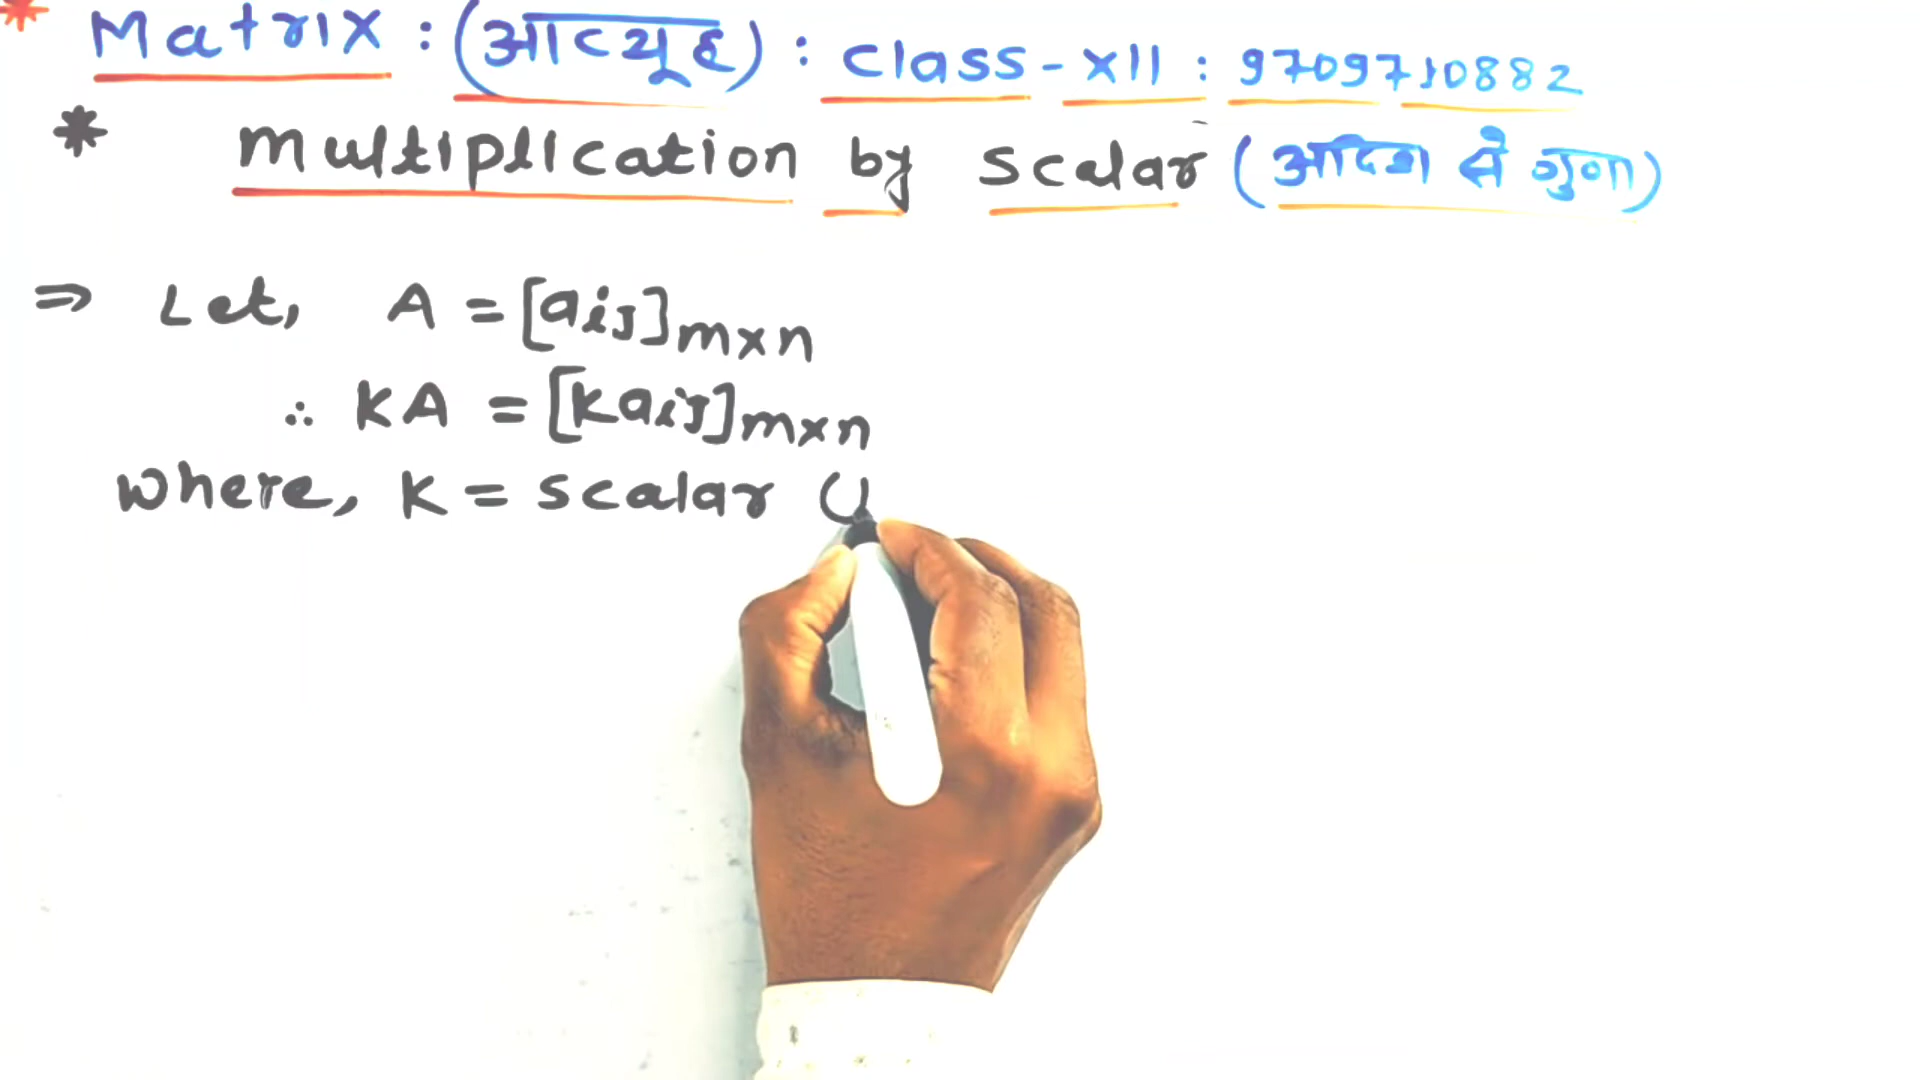 * Matrix : (आव्यूह) : class - XII : 9709710882
* Multiplication by scalar (अदिश से गुणा)
⇒ Let, A = [aij]m×n
∴ KA = [kaij]m×n
where, K = scalar (